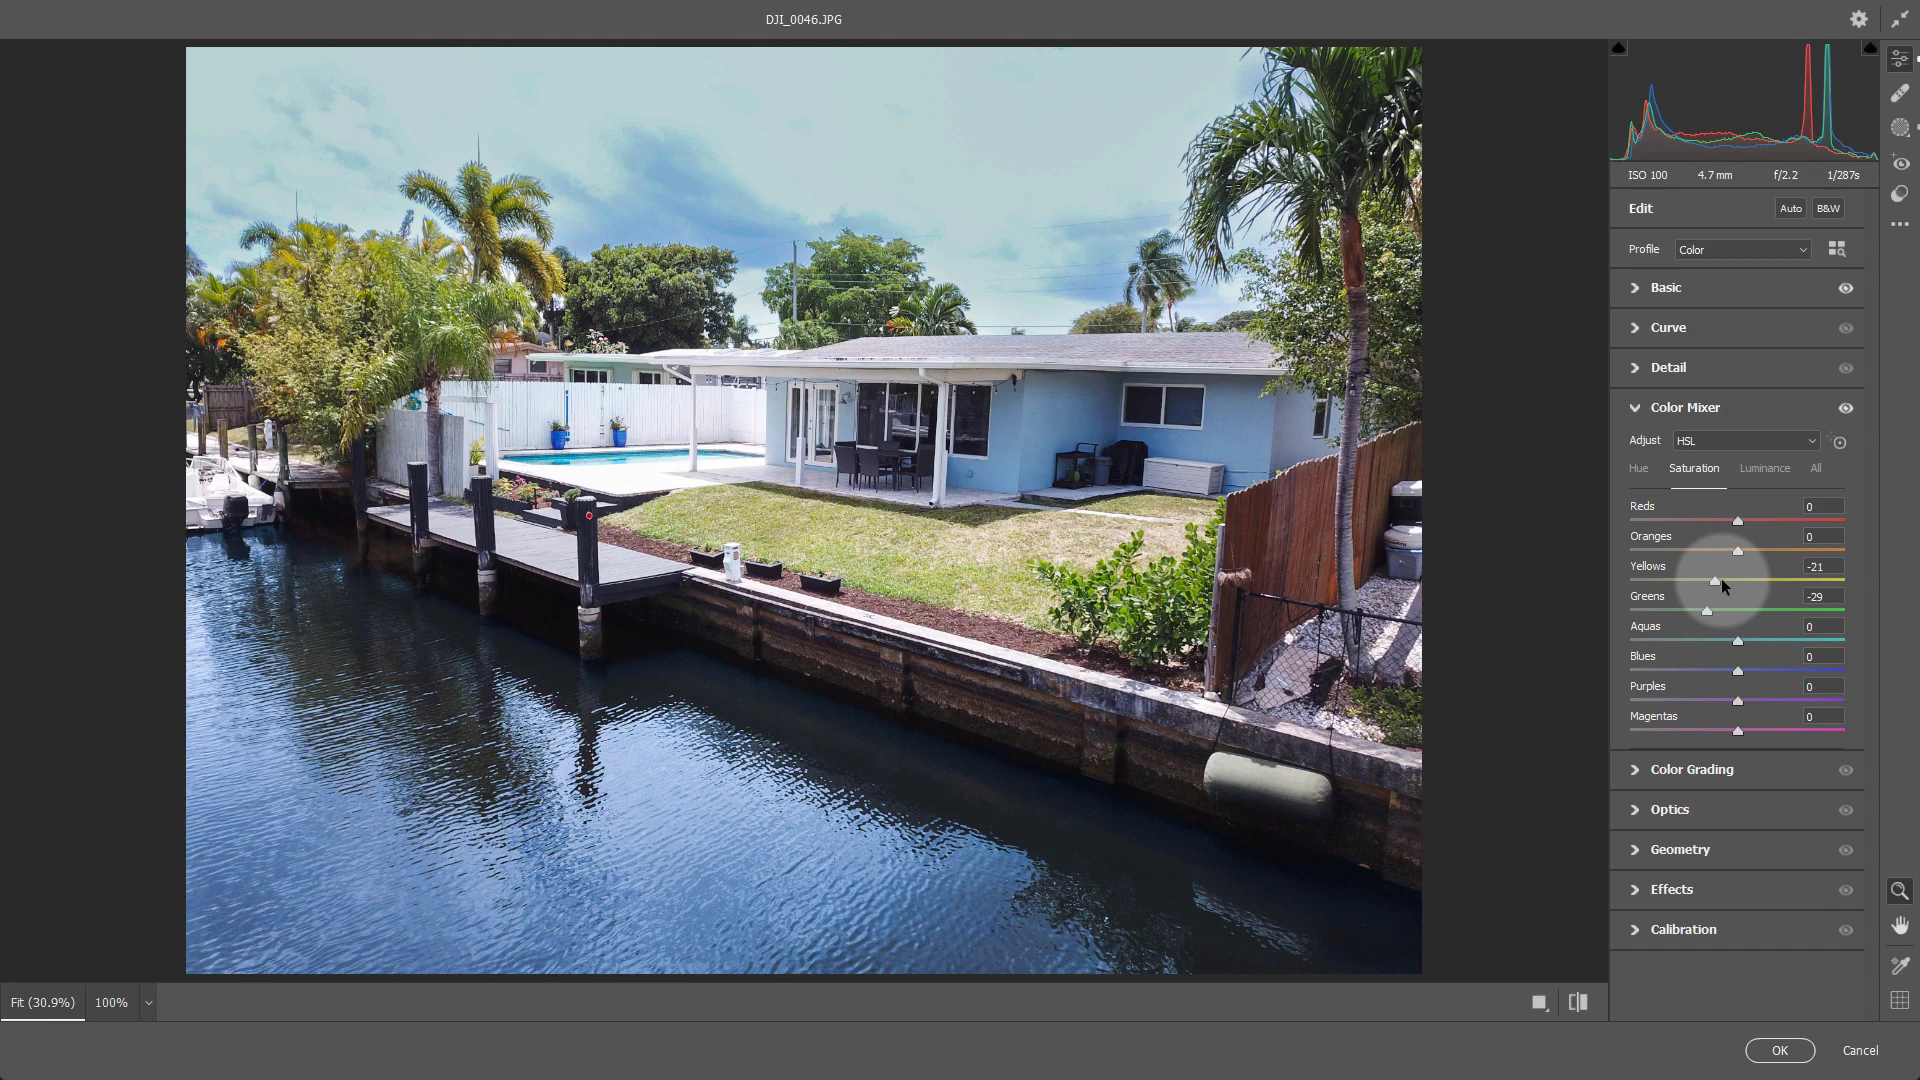 DJI_0046.JPG
ISO 100 4.7 mm f/2.2 1/287s
Edit Auto B&W
Profile Color
Basic
Curve
Detail
Color Mixer
Adjust HSL
Hue Saturation Luminance All
Reds 0
Oranges 0
Yellows -21
Greens -29
Aquas 0
Blues 0
Purples 0
Magentas 0
Color Grading
Optics
Geometry
Effects
Calibration
Fit (30.9%) 100%
OK Cancel